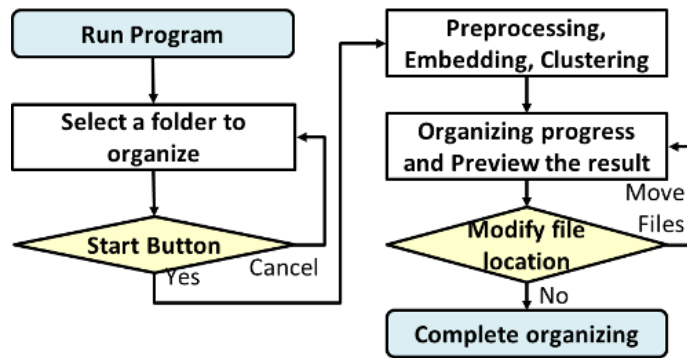 Run Program
Select a folder to
organize
Start Button
Yes
Cancel
Preprocessing,
Embedding, Clustering
Organizing progress
and Preview the result
Move
Files
Modify file
location
No
Complete organizing